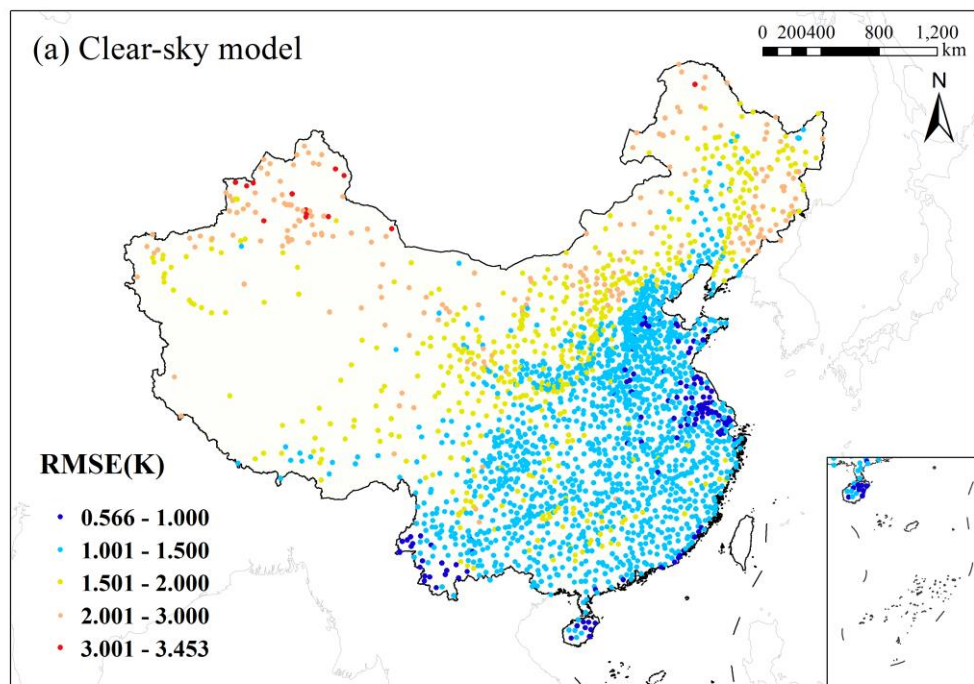 (a) Clear-sky model
0 200400 800 1,200
km
N
RMSE(K)
0.566 - 1.000
1.001 - 1.500
1.501 - 2.000
2.001 - 3.000
3.001 - 3.453